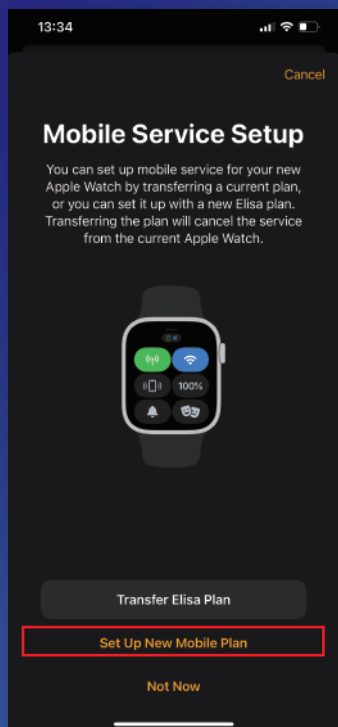 13:34
Cancel
Mobile Service Setup
You can set up mobile service for your new
Apple Watch by transferring a current plan,
or you can set it up with a new Elisa plan.
Transferring the plan will cancel the service
from the current Apple Watch.
100%
Transfer Elisa Plan
Set Up New Mobile Plan
Not Now